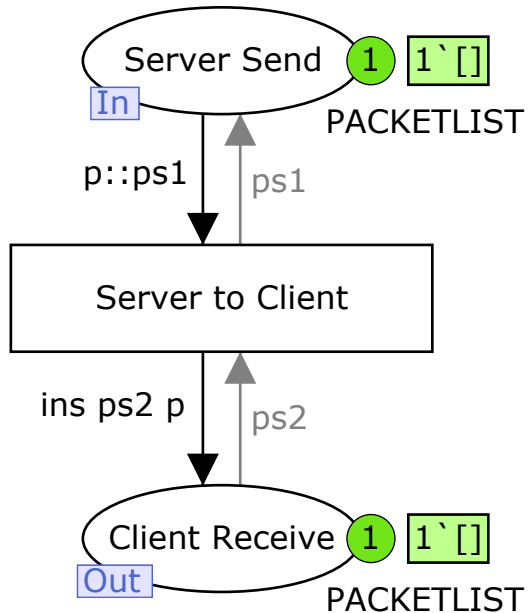 Server Send
1
1`[]
In
PACKETLIST
p::ps1
ps1
Server to Client
ins ps2 p
ps2
Client Receive
1
1`[]
Out
PACKETLIST